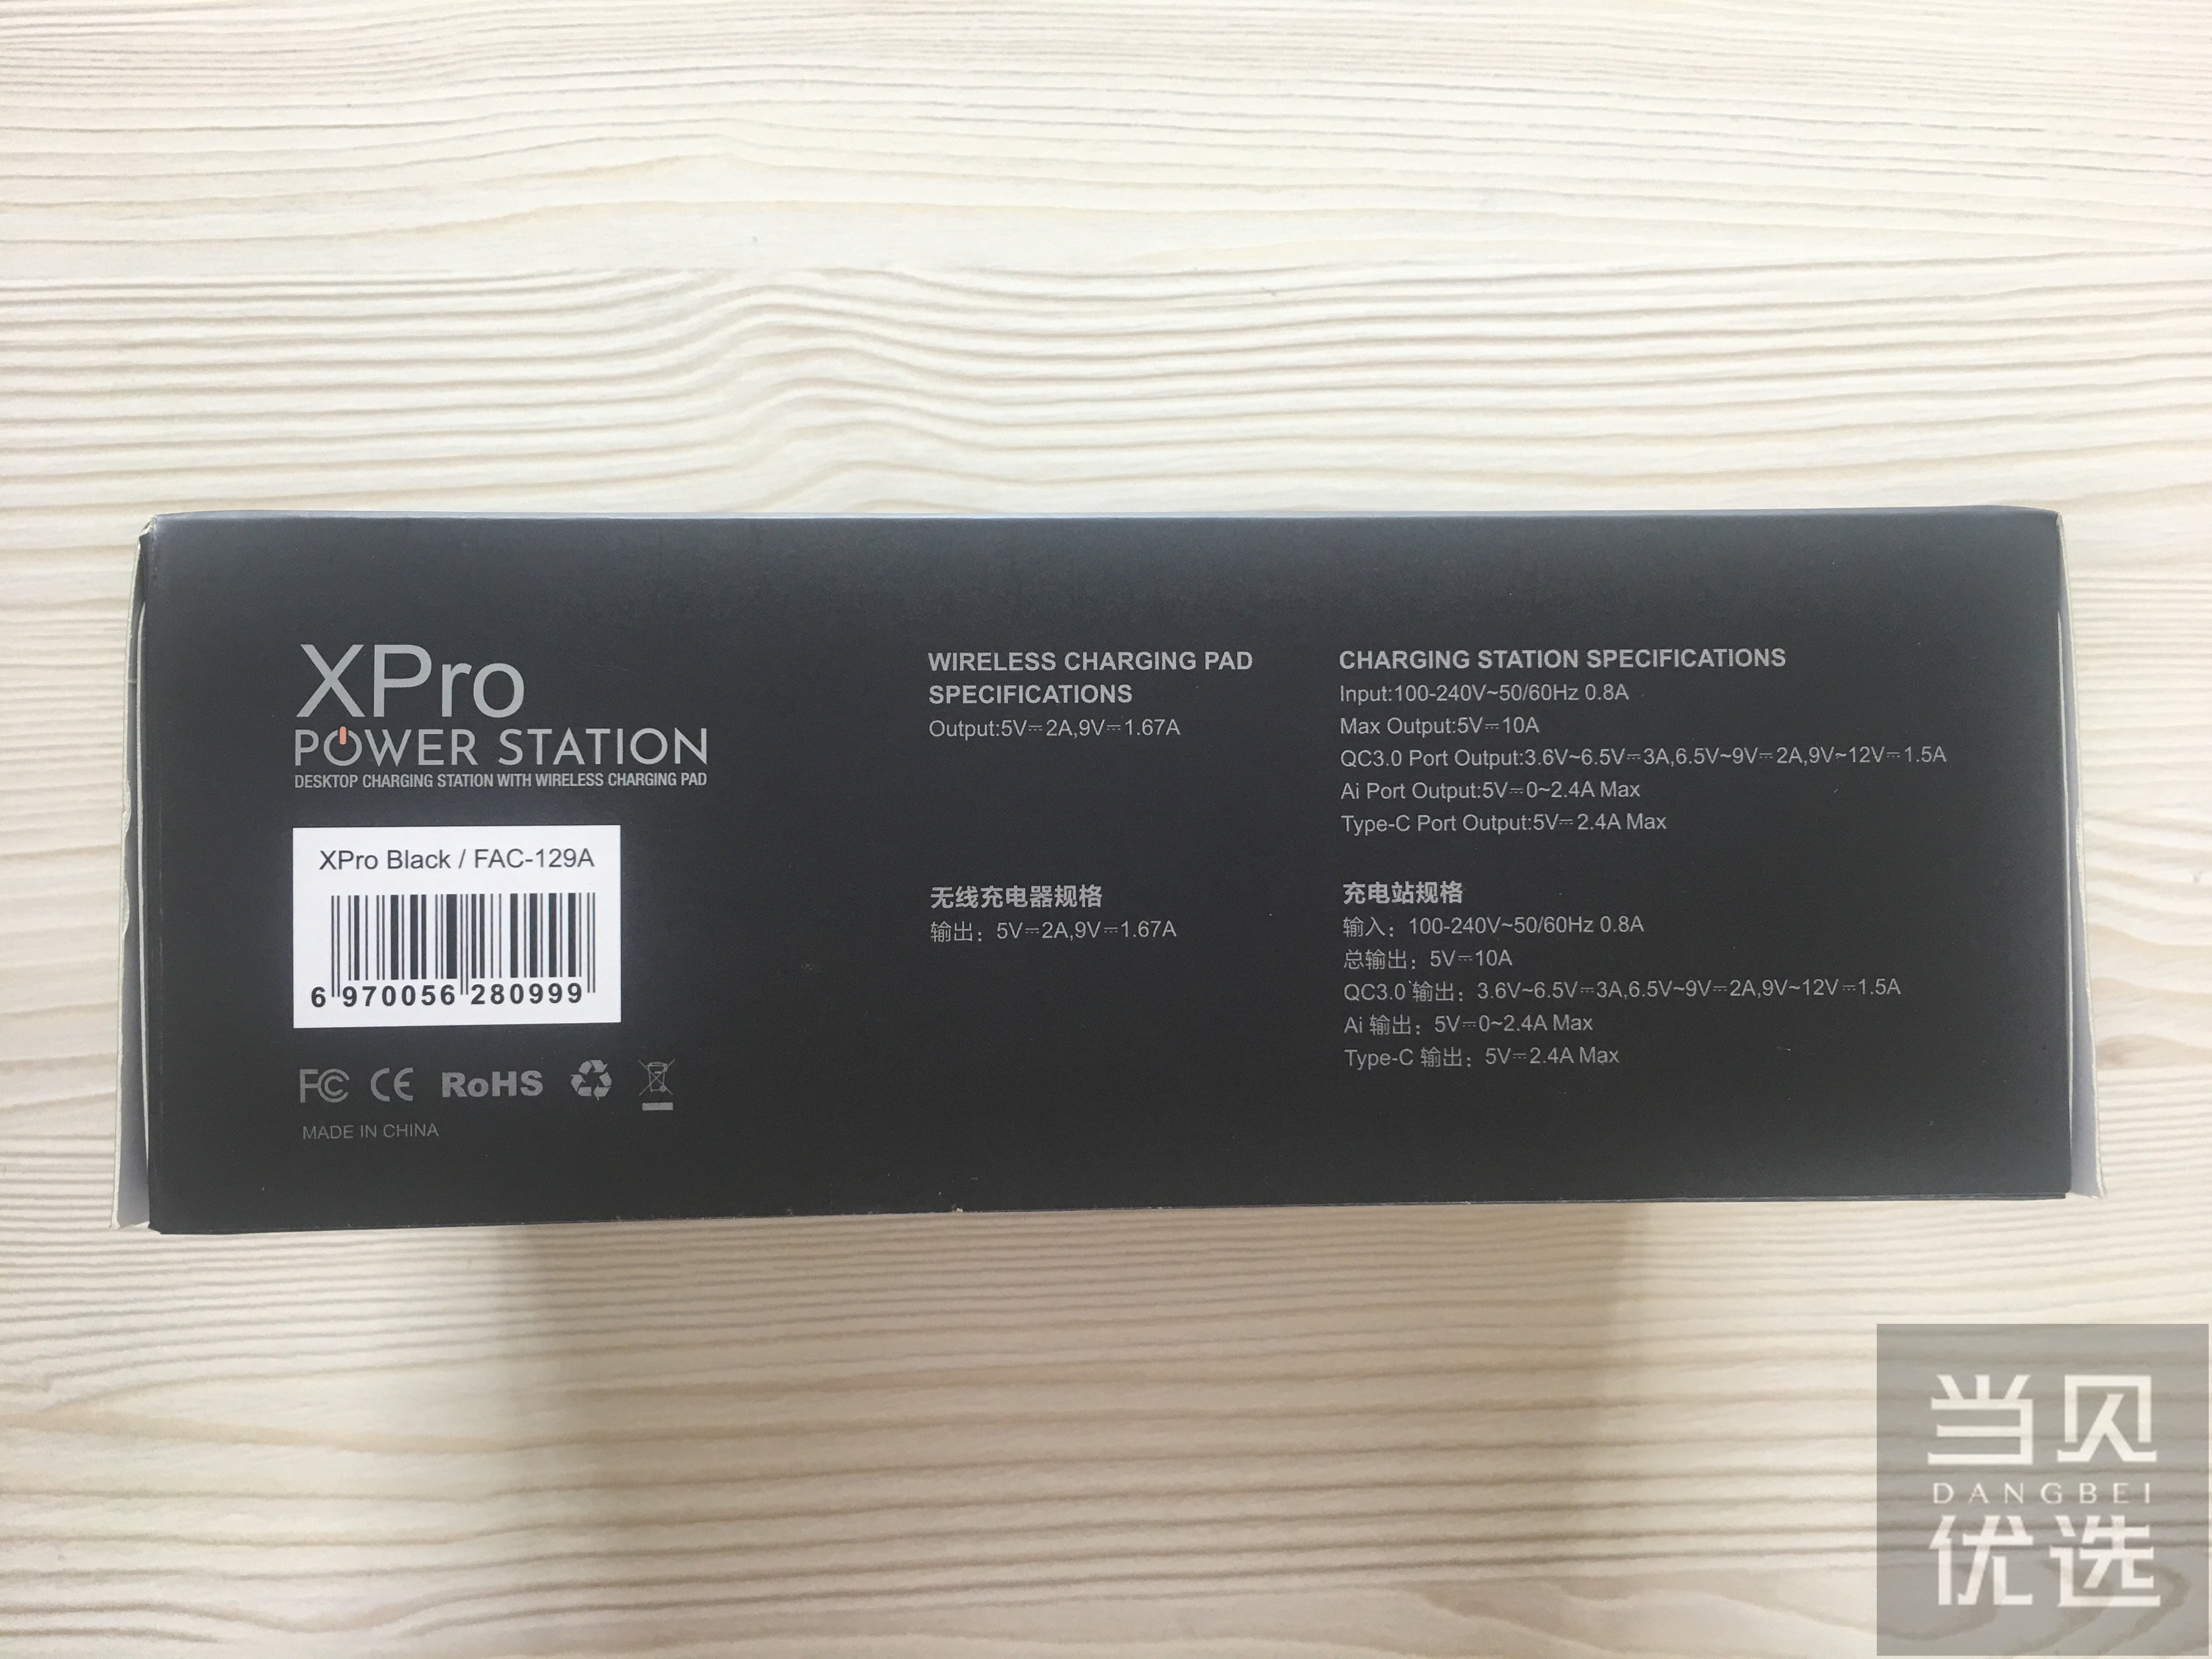 XPro
POWER STATION
DESKTOP CHARGING STATION WITH WIRELESS CHARGING PAD
XPro Black / FAC-129A
6 970056 280999
FC CE RoHS
MADE IN CHINA
WIRELESS CHARGING PAD
SPECIFICATIONS
Output:5V⎓2A,9V⎓1.67A
无线充电器规格
输出：5V⎓2A,9V⎓1.67A
CHARGING STATION SPECIFICATIONS
Input:100-240V~50/60Hz 0.8A
Max Output:5V⎓10A
QC3.0 Port Output:3.6V~6.5V⎓3A,6.5V~9V⎓2A,9V~12V⎓1.5A
Ai Port Output:5V⎓0~2.4A Max
Type-C Port Output:5V⎓2.4A Max
充电站规格
输入：100-240V~50/60Hz 0.8A
总输出：5V⎓10A
QC3.0 输出：3.6V~6.5V⎓3A,6.5V~9V⎓2A,9V~12V⎓1.5A
Ai 输出：5V⎓0~2.4A Max
Type-C 输出：5V⎓2.4A Max
当贝
DANGBEI
优选